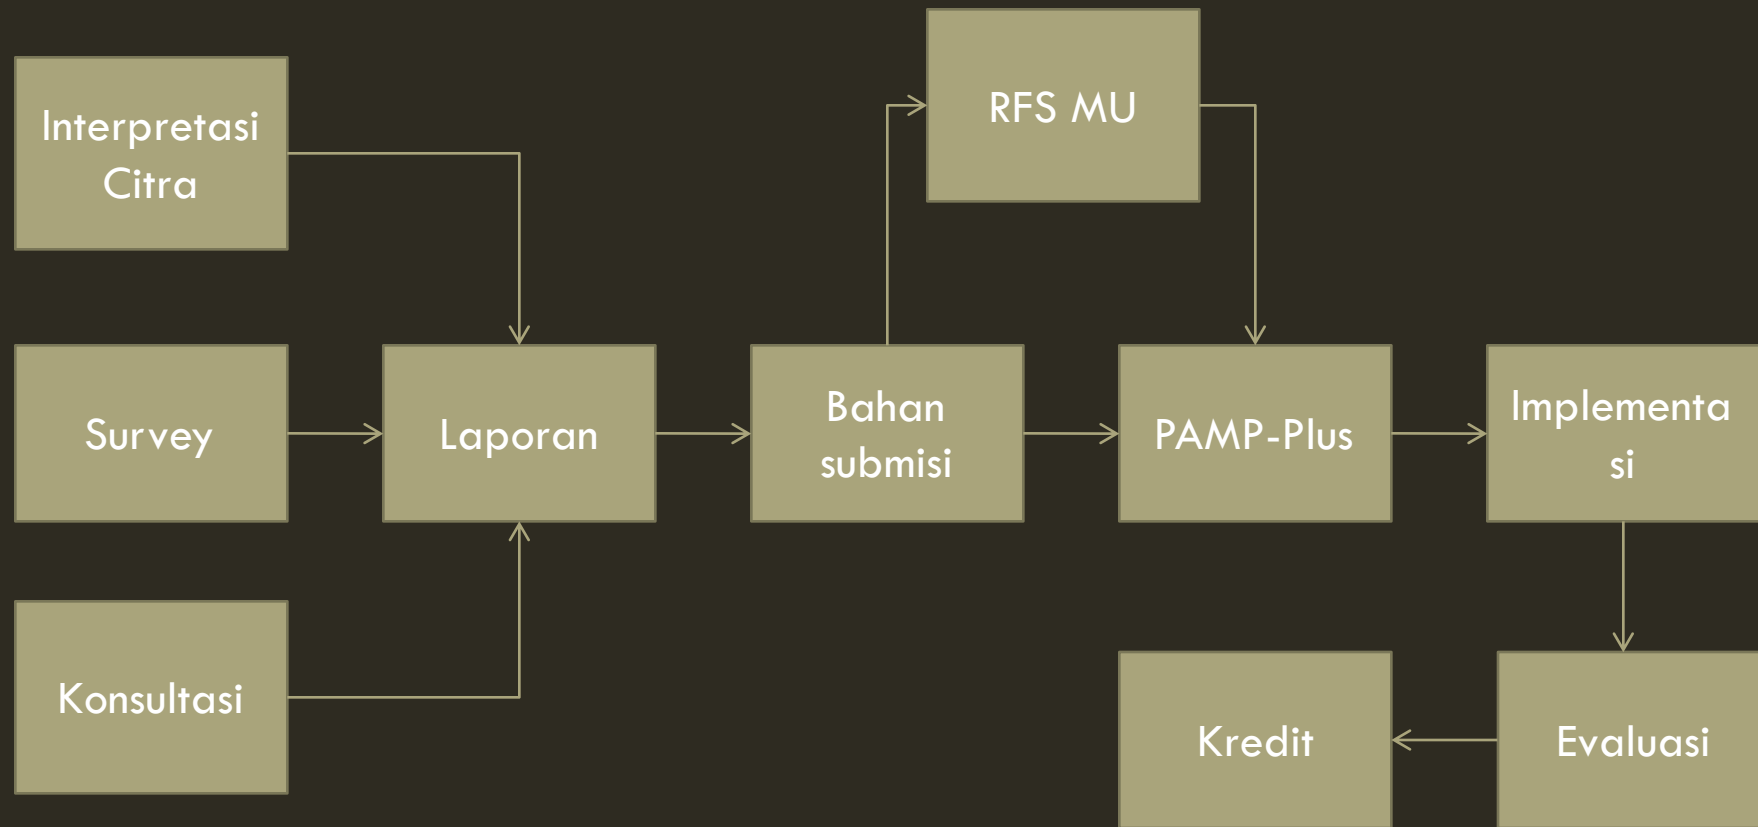 RFS MU
Interpretasi
Citra
Survey
Laporan
Bahan
submisi
PAMP-Plus
Implementa
si
Konsultasi
Kredit
Evaluasi